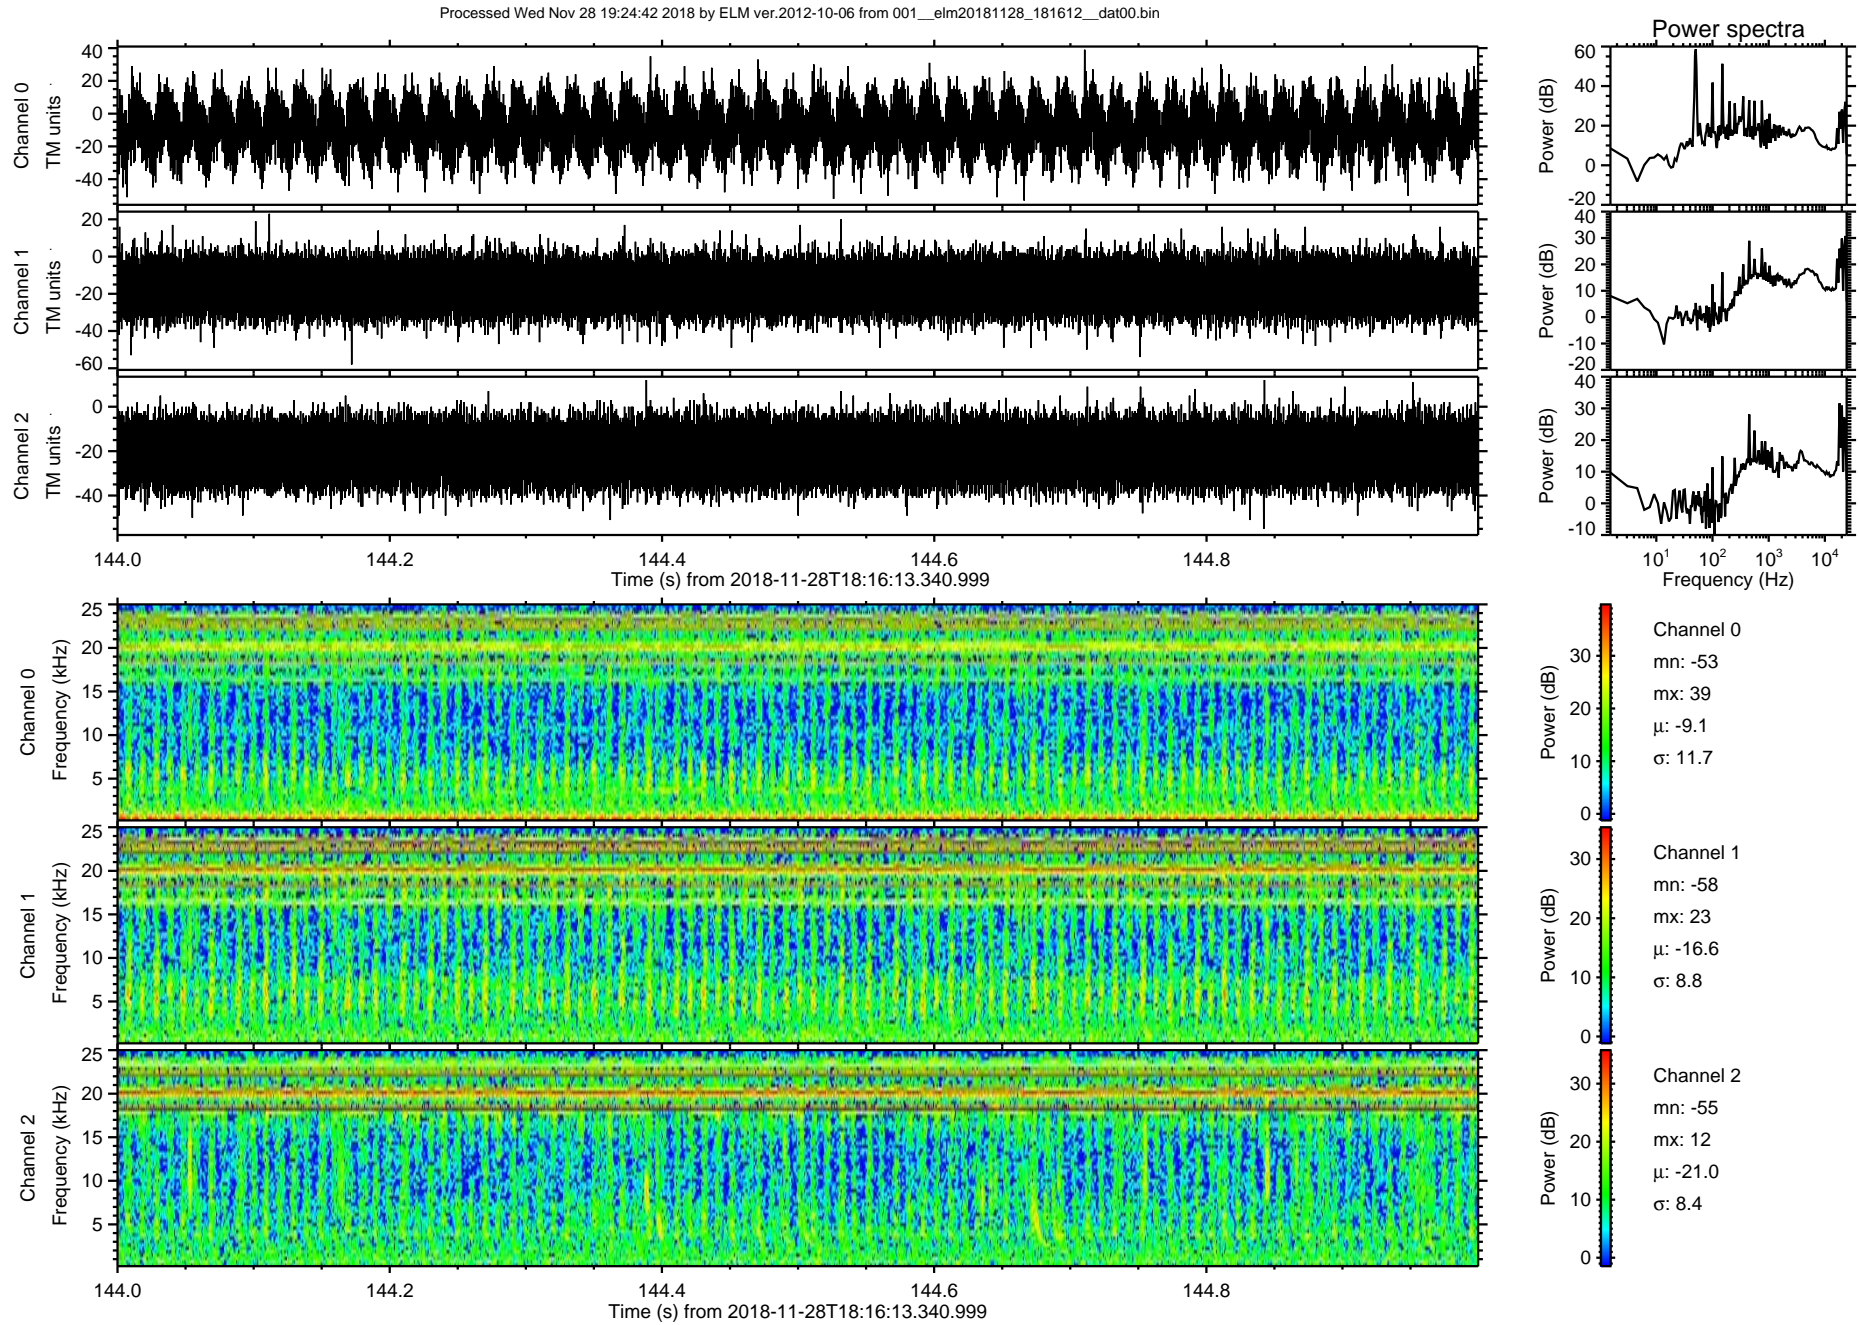 Processed Wed Nov 28 19:24:42 2018 by ELM ver.2012-10-06 from 001__elm20181128_181612__dat00.bin
Power spectra
Channel 0
TM units
40
20
0
-20
-40
Power (dB)
60
40
20
0
-20
Channel 1
TM units
20
0
-20
-40
-60
Power (dB)
40
30
20
10
0
-10
-20
Channel 2
TM units
0
-20
-40
Power (dB)
40
30
20
10
0
-10
144.0 144.2 144.4 144.6 144.8
Time (s) from 2018-11-28T18:16:13.340.999
10^1 10^2 10^3 10^4
Frequency (Hz)
Channel 0
Frequency (kHz)
25
20
15
10
5
Power (dB)
30
20
10
0
Channel 0
mn: -53
mx: 39
μ: -9.1
σ: 11.7
Channel 1
Frequency (kHz)
25
20
15
10
5
Power (dB)
30
20
10
0
Channel 1
mn: -58
mx: 23
μ: -16.6
σ: 8.8
Channel 2
Frequency (kHz)
25
20
15
10
5
Power (dB)
30
20
10
0
Channel 2
mn: -55
mx: 12
μ: -21.0
σ: 8.4
144.0 144.2 144.4 144.6 144.8
Time (s) from 2018-11-28T18:16:13.340.999